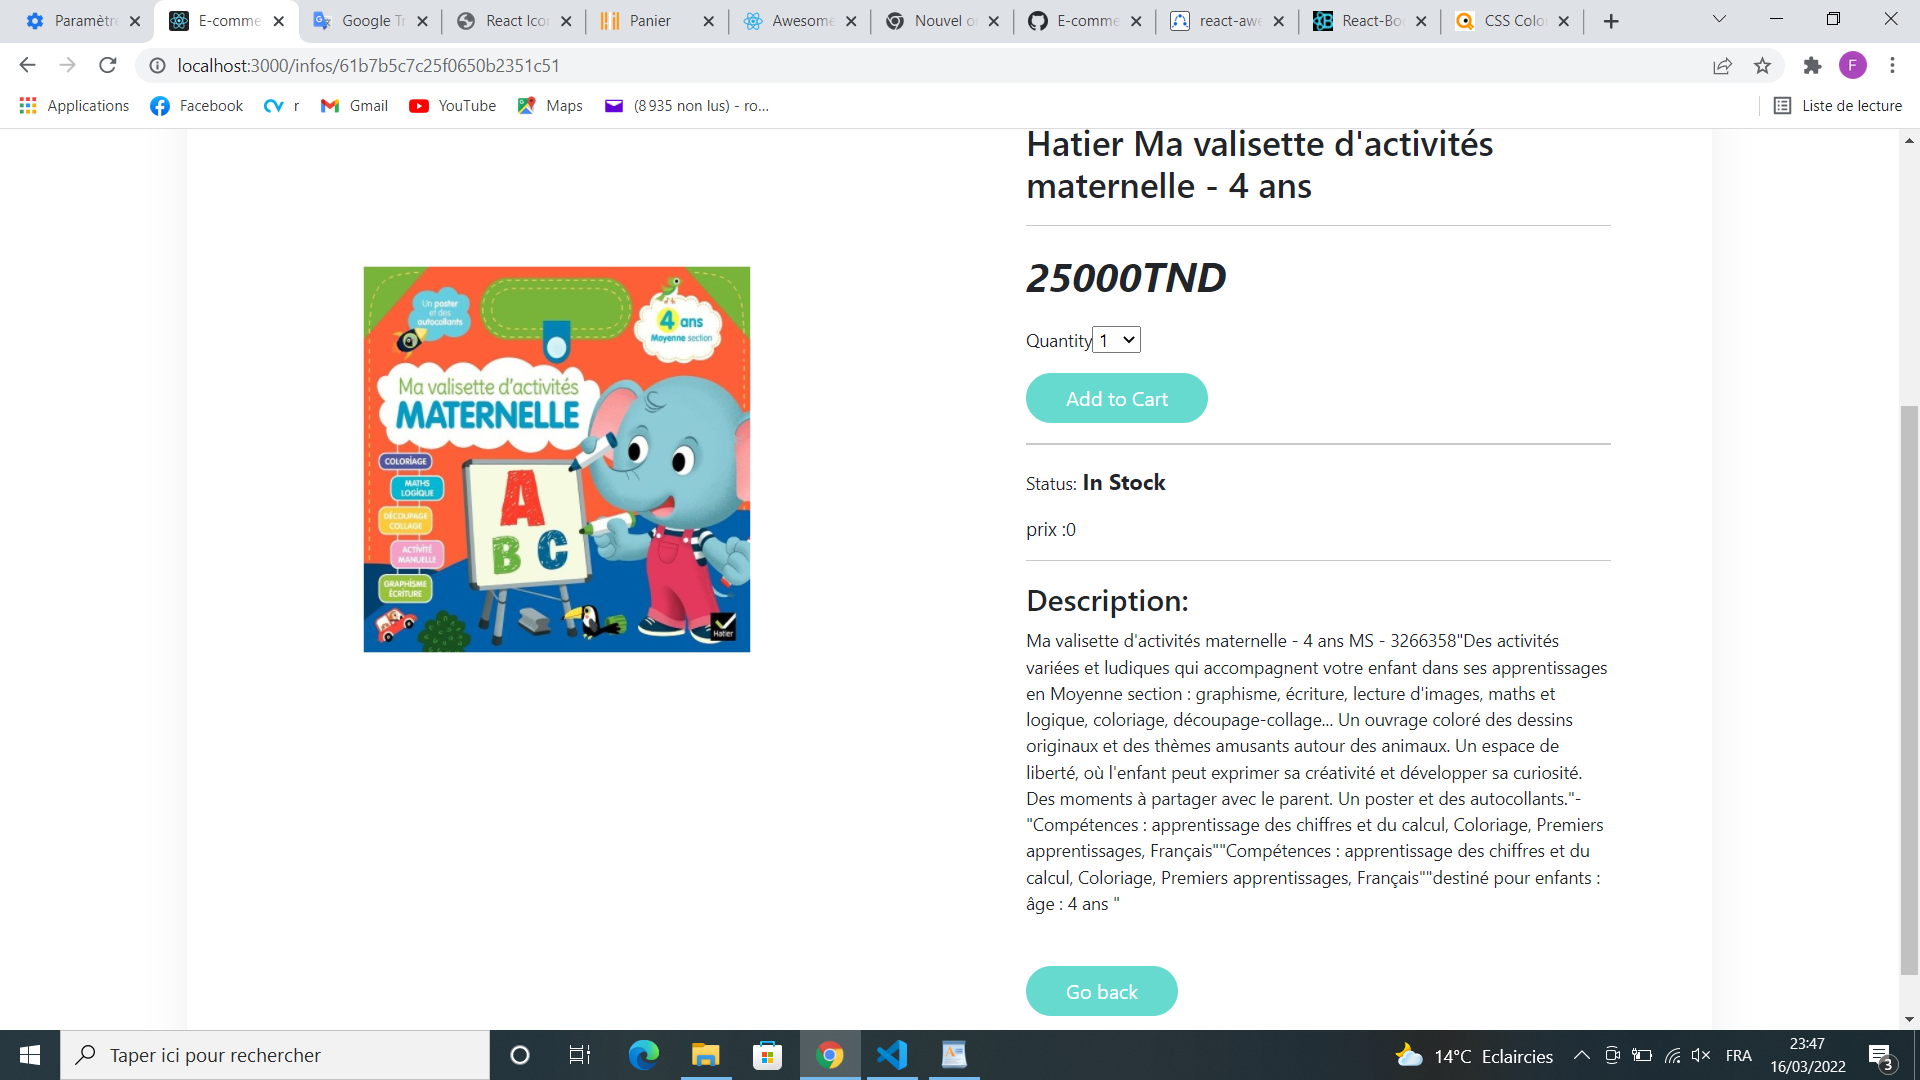 Paramètre
E-comme
Google Tr
React Ico
Panier
Awesome
Nouvel o
E-comme
react-awe
React-Boo
CSS Colo
localhost:3000/infos/61b7b5c7c25f0650b2351c51
F
Applications
Facebook
r
Gmail
YouTube
Maps
(8 935 non lus) - ro...
Liste de lecture
Hatier Ma valisette d'activités
maternelle - 4 ans
25000TND
Quantity 1
Add to Cart
Status: In Stock
prix :0
Description:
Ma valisette d'activités maternelle - 4 ans MS - 3266358"Des activités
variées et ludiques qui accompagnent votre enfant dans ses apprentissages
en Moyenne section : graphisme, écriture, lecture d'images, maths et
logique, coloriage, découpage-collage... Un ouvrage coloré des dessins
originaux et des thèmes amusants autour des animaux. Un espace de
liberté, où l'enfant peut exprimer sa créativité et développer sa curiosité.
Des moments à partager avec le parent. Un poster et des autocollants."-
"Compétences : apprentissage des chiffres et du calcul, Coloriage, Premiers
apprentissages, Français""Compétences : apprentissage des chiffres et du
calcul, Coloriage, Premiers apprentissages, Français""destiné pour enfants :
âge : 4 ans "
Go back
Un poster
et des
autocollants
4 ans
Moyenne section
Ma valisette d'activités
MATERNELLE
COLORIAGE
MATHS
LOGIQUE
DÉCOUPAGE
COLLAGE
ACTIVITÉ
MANUELLE
GRAPHISME
ÉCRITURE
A
B C
Hatier
Taper ici pour rechercher
14°C Eclaircies
FRA
23:47
16/03/2022
3